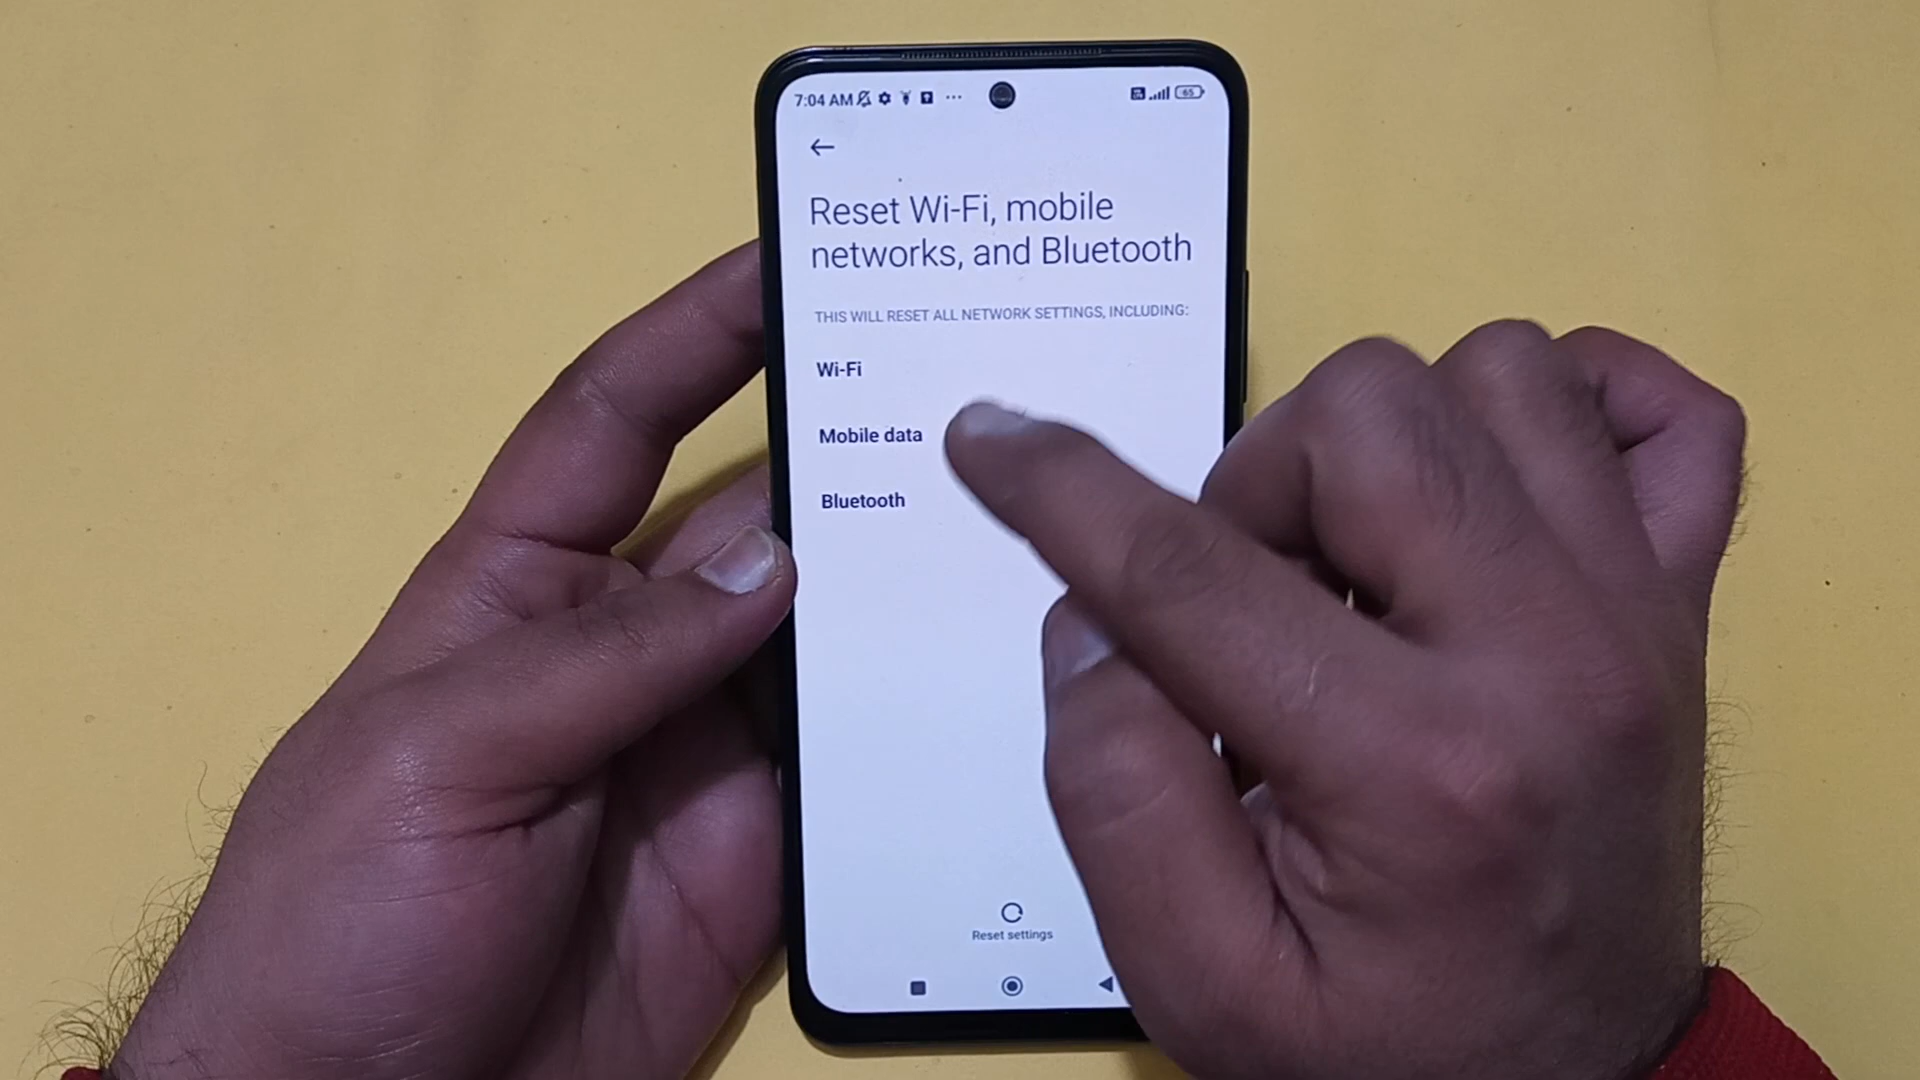 7:04 AM
65
Reset Wi-Fi, mobile
networks, and Bluetooth
THIS WILL RESET ALL NETWORK SETTINGS, INCLUDING:
Wi-Fi
Mobile data
Bluetooth
Reset settings